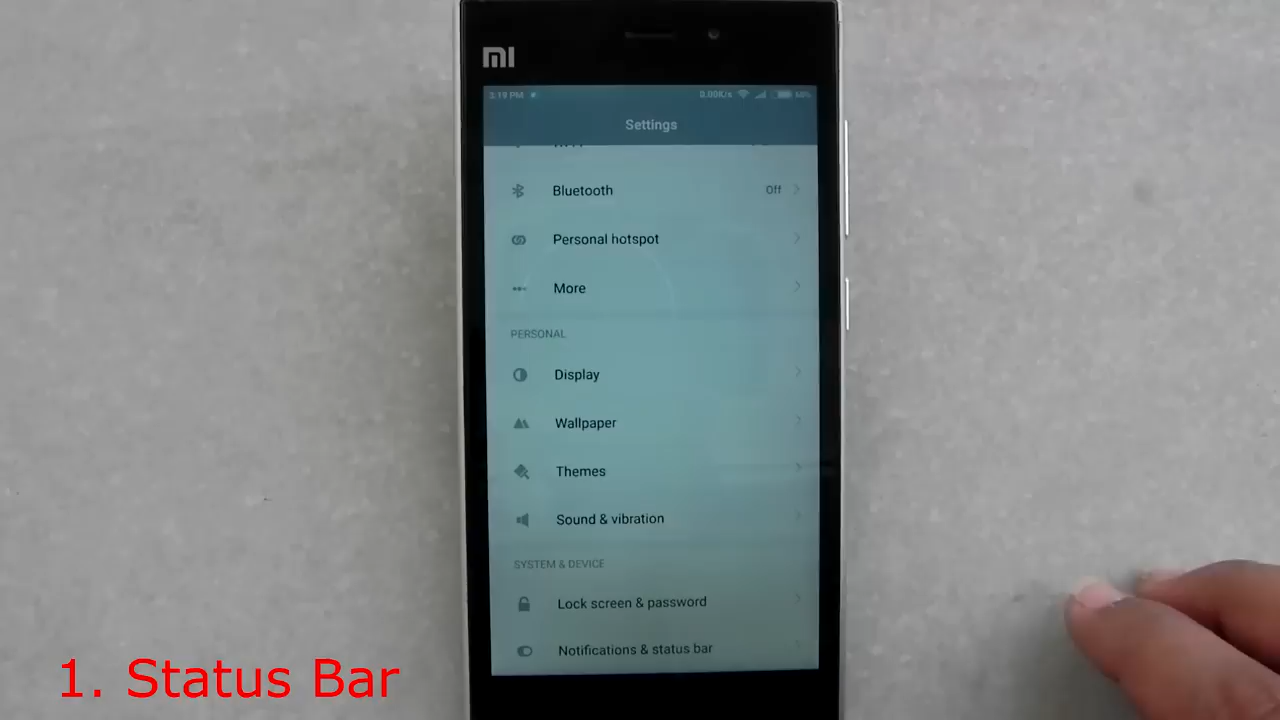 mi
3:19 PM 0.00K/s
Settings
Bluetooth Off
Personal hotspot
More
PERSONAL
Display
Wallpaper
Themes
Sound & vibration
SYSTEM & DEVICE
Lock screen & password
Notifications & status bar
1. Status Bar